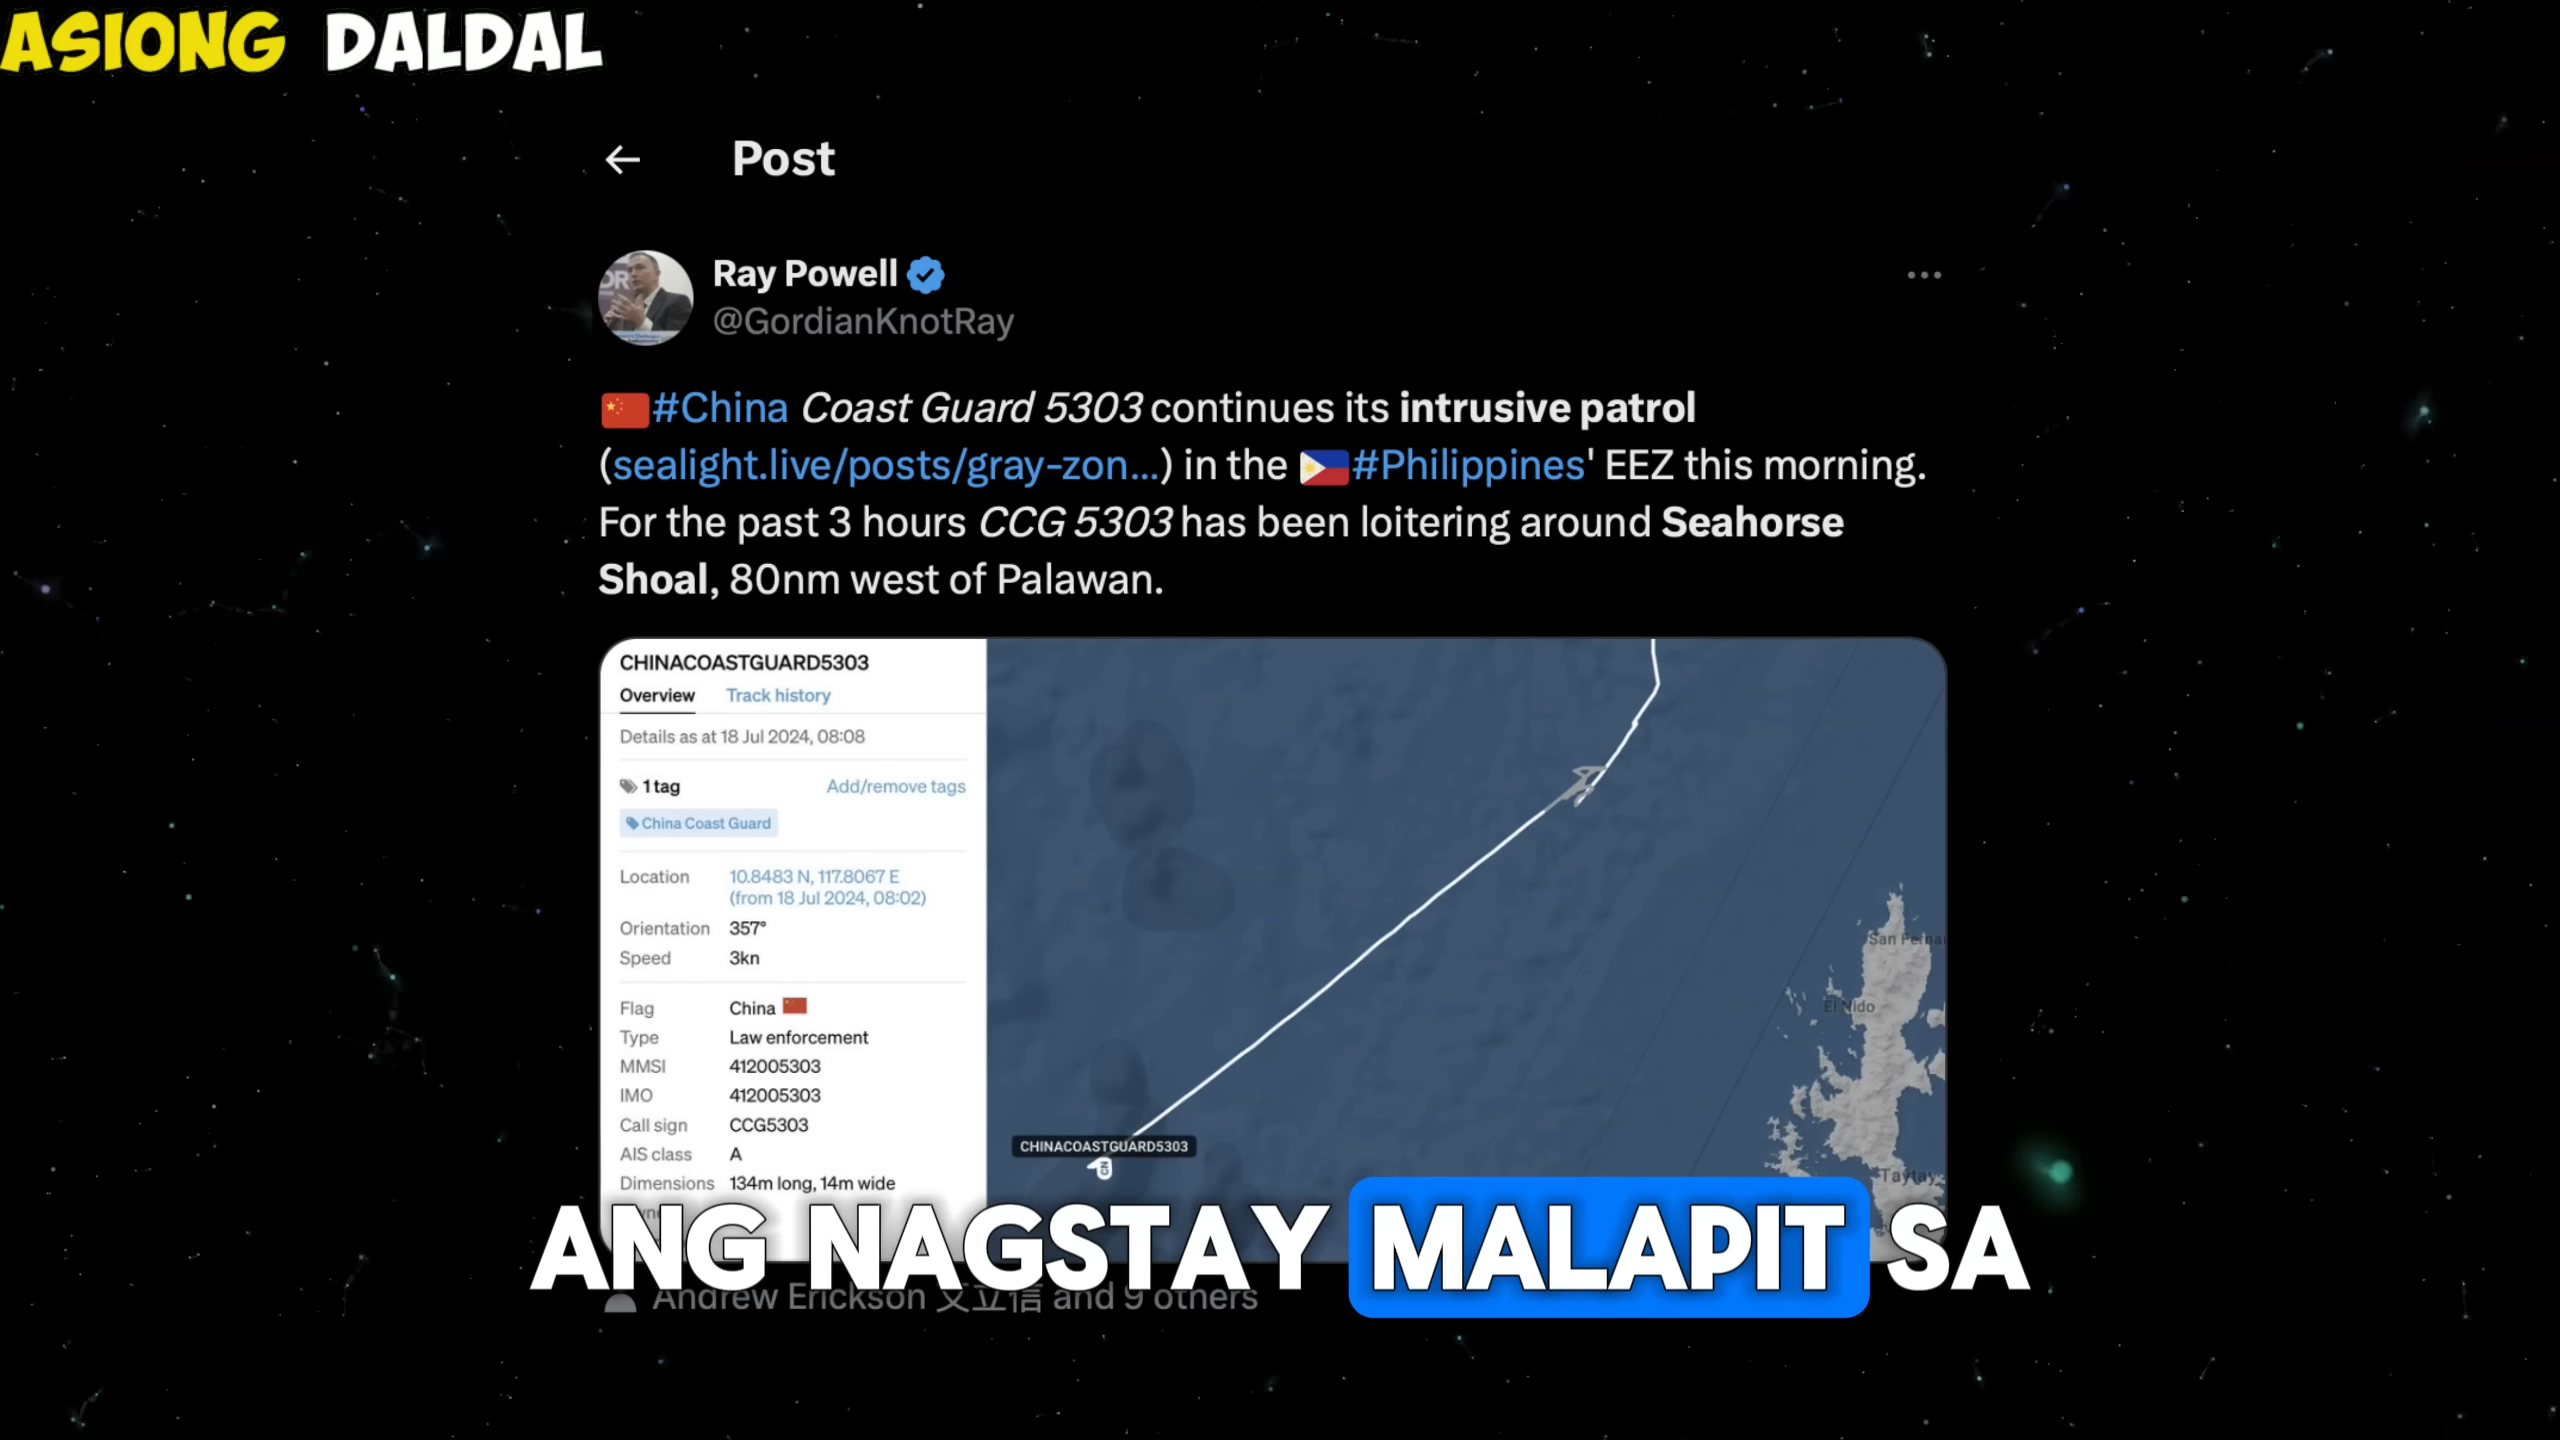 ASIONG DALDAL
Post
Ray Powell
@GordianKnotRay
#China Coast Guard 5303 continues its intrusive patrol
(sealight.live/posts/gray-zon...) in the #Philippines' EEZ this morning.
For the past 3 hours CCG 5303 has been loitering around Seahorse
Shoal, 80nm west of Palawan.
CHINACOASTGUARD5303
Overview Track history
Details as at 18 Jul 2024, 08:08
1 tag Add/remove tags
China Coast Guard
Location 10.8483 N, 117.8067 E
(from 18 Jul 2024, 08:02)
Orientation 357°
Speed 3kn
Flag China
Type Law enforcement
MMSI 412005303
IMO 412005303
Call sign CCG5303
AIS class A
Dimensions 134m long, 14m wide
El Nido
Taytay
CHINACOASTGUARD5303
CN
ANG NAGSTAY MALAPIT SA
Andrew Erickson 艾立信 and 9 others